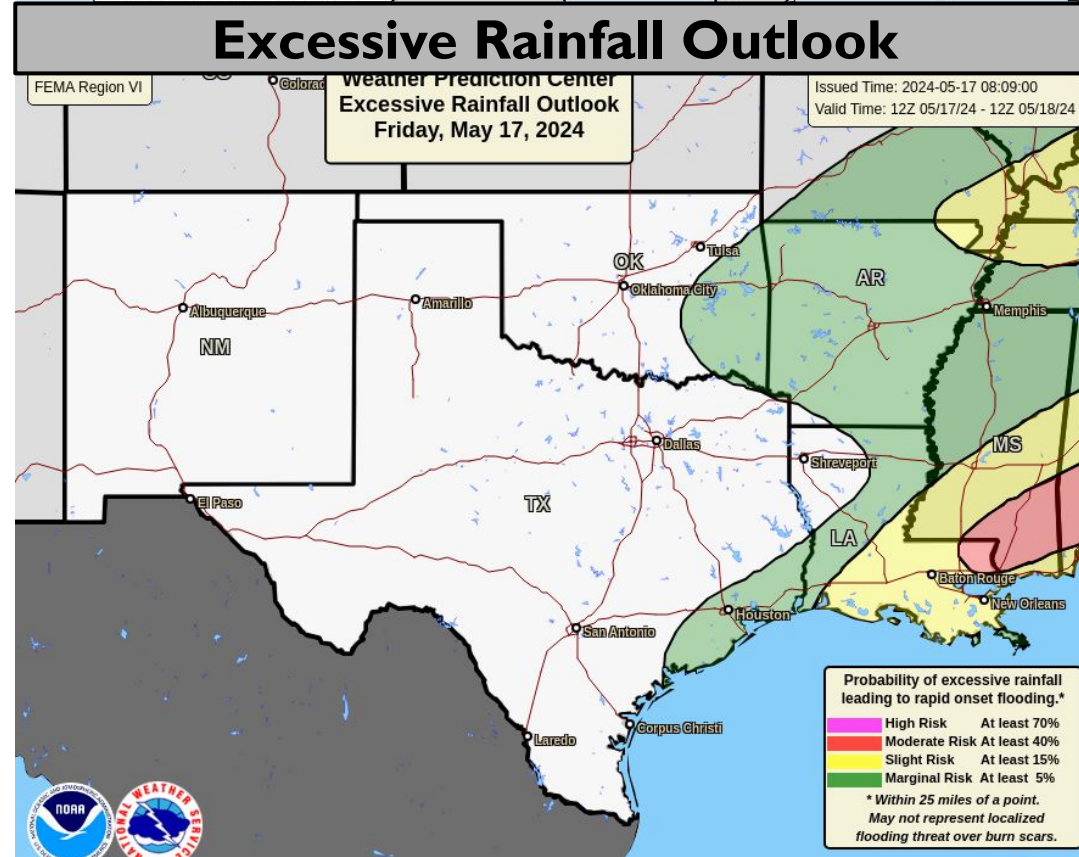 Excessive Rainfall Outlook
FEMA Region VI
Weather Prediction Center
Excessive Rainfall Outlook
Friday, May 17, 2024
Issued Time: 2024-05-17 08:09:00
Valid Time: 12Z 05/17/24 - 12Z 05/18/24
Colorad
Tulsa
OK
Oklahoma City
AR
Albuquerque
Amarillo
Memphis
NM
Dallas
MS
Shreveport
El Paso
TX
LA
Baton Rouge
New Orleans
Houston
San Antonio
Corpus Christi
Laredo
Probability of excessive rainfall
leading to rapid onset flooding.*
High Risk At least 70%
Moderate Risk At least 40%
Slight Risk At least 15%
Marginal Risk At least 5%
* Within 25 miles of a point.
May not represent localized
flooding threat over burn scars.
NOAA
NATIONAL WEATHER SERVICE